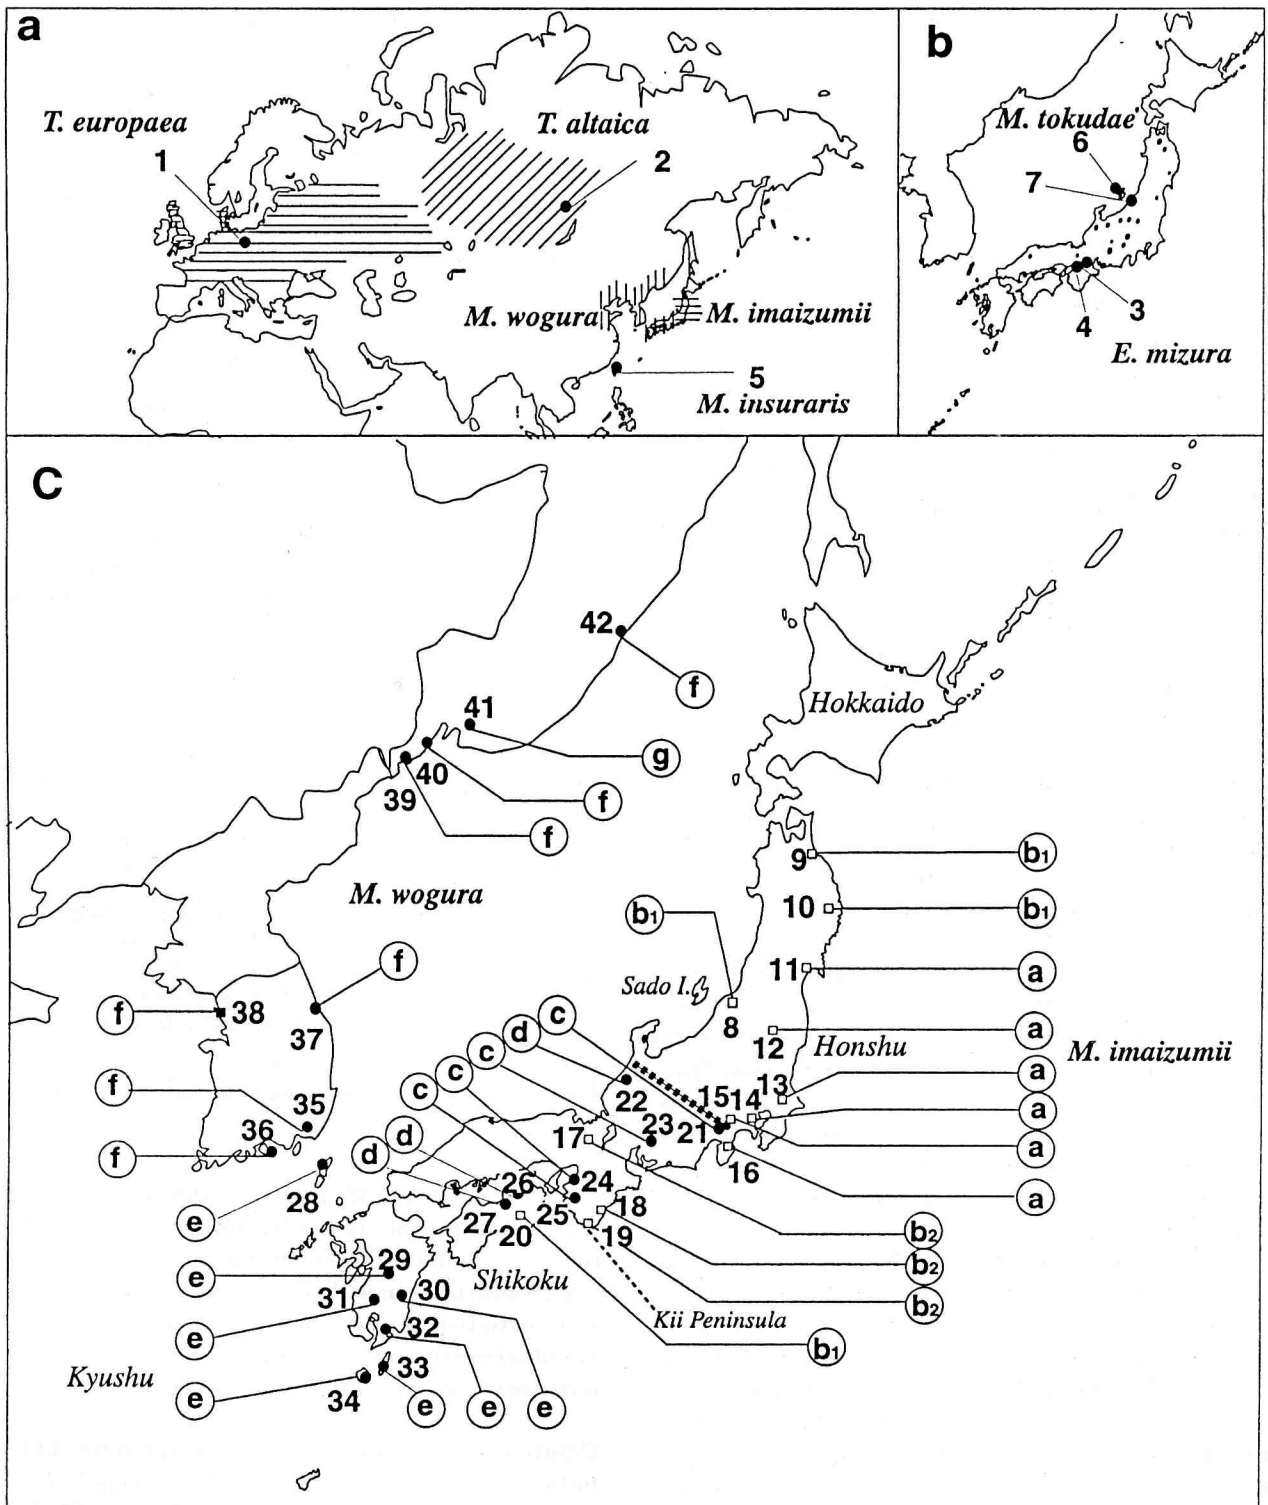 a
T. europaea
1
T. altaica
2
M. wogura
M. imaizumii
5
M. insuraris
b
M. tokudae
6
7
3
4
E. mizura
C
42
f
Hokkaido
41
g
40
39
f
f
M. wogura
9
b1
10
b1
b1
11
a
f
Sado I.
f
38
37
8
12
a
Honshu
M. imaizumii
c
d
c
c
c
22
13
a
15
14
a
f
35
23
21
a
36
f
17
16
d
d
28
26
24
a
27
20
25
18
19
e
b2
b2
29
Shikoku
e
31
30
b2
32
Kii Peninsula
e
b1
Kyushu
33
34
e
e
e
e